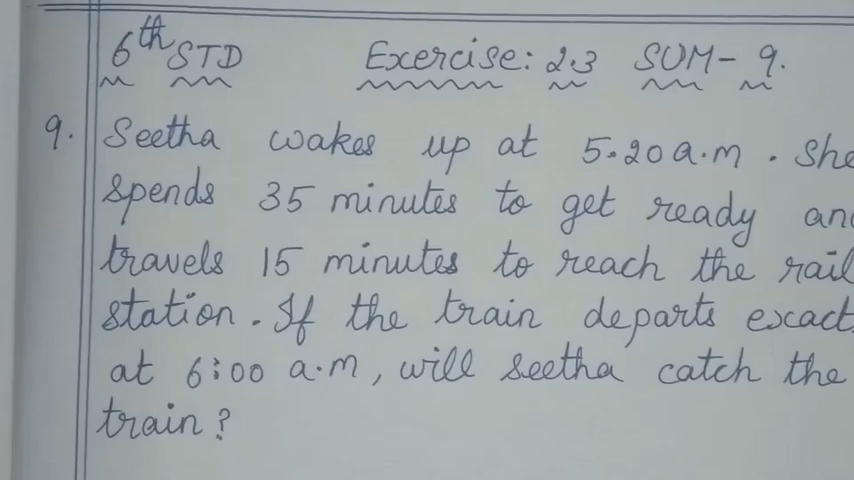 6th STD Exercise: 2.3 SUM- 9.
9. Seetha wakes up at 5.20 a.m. She
spends 35 minutes to get ready an
travels 15 minutes to reach the rail
station. If the train departs exact
at 6:00 a.m, will seetha catch the
train?